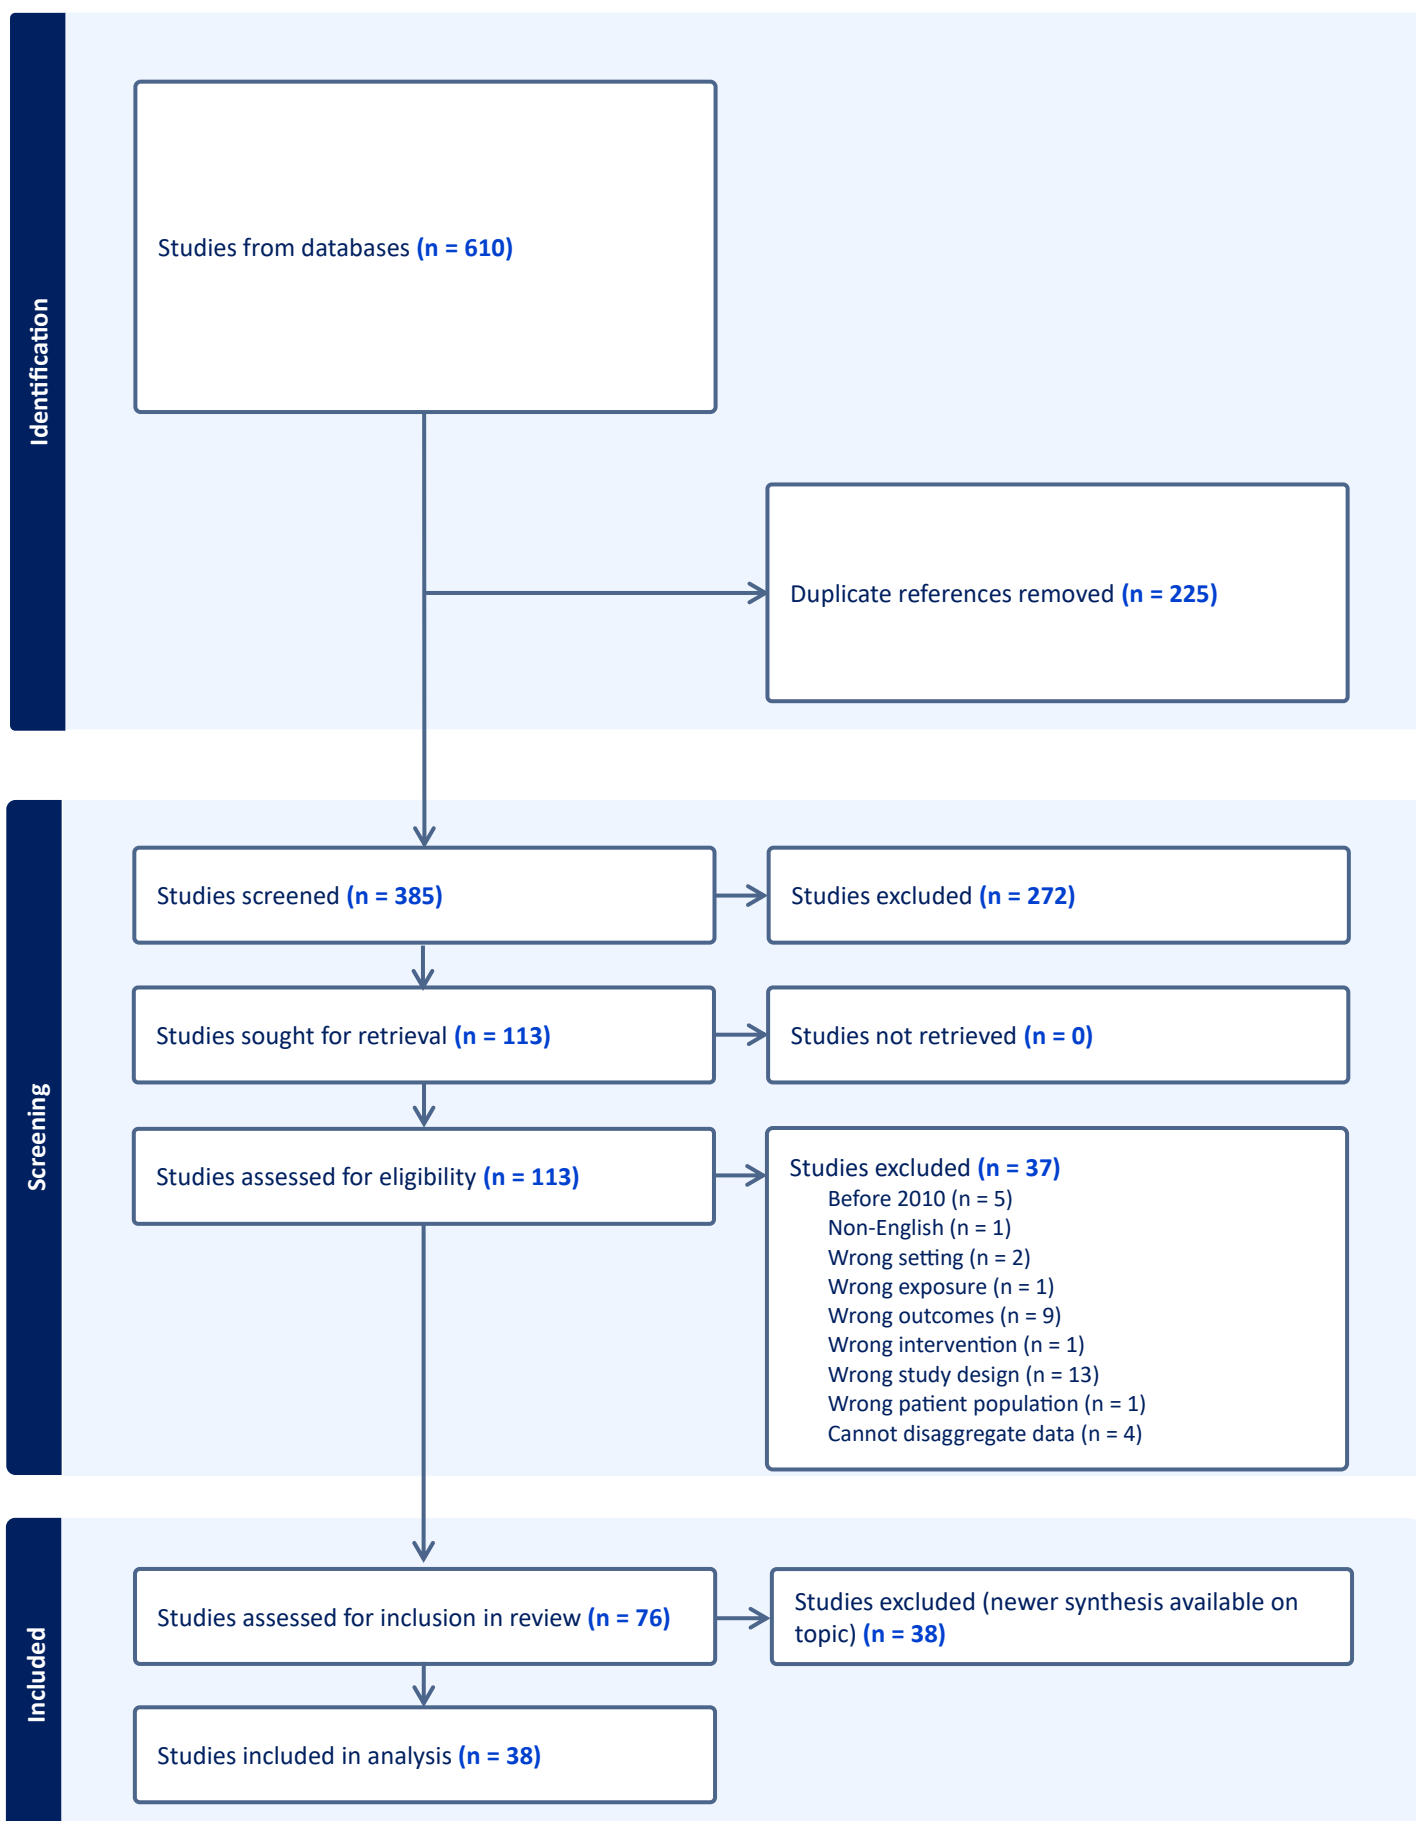 Identification
Studies from databases (n = 610)
Duplicate references removed (n = 225)
Screening
Studies screened (n = 385)
Studies excluded (n = 272)
Studies sought for retrieval (n = 113)
Studies not retrieved (n = 0)
Studies assessed for eligibility (n = 113)
Studies excluded (n = 37)
Before 2010 (n = 5)
Non-English (n = 1)
Wrong setting (n = 2)
Wrong exposure (n = 1)
Wrong outcomes (n = 9)
Wrong intervention (n = 1)
Wrong study design (n = 13)
Wrong patient population (n = 1)
Cannot disaggregate data (n = 4)
Included
Studies assessed for inclusion in review (n = 76)
Studies excluded (newer synthesis available on
topic) (n = 38)
Studies included in analysis (n = 38)